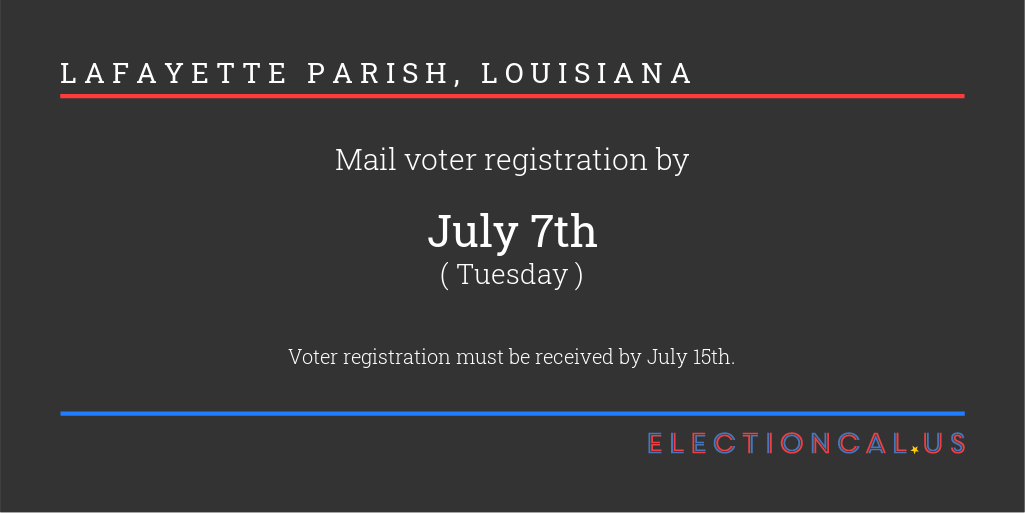 LAFAYETTE PARISH, LOUISIANA
Mail voter registration by
July 7th
( Tuesday )
Voter registration must be received by July 15th.
ELECTIONCAL.US